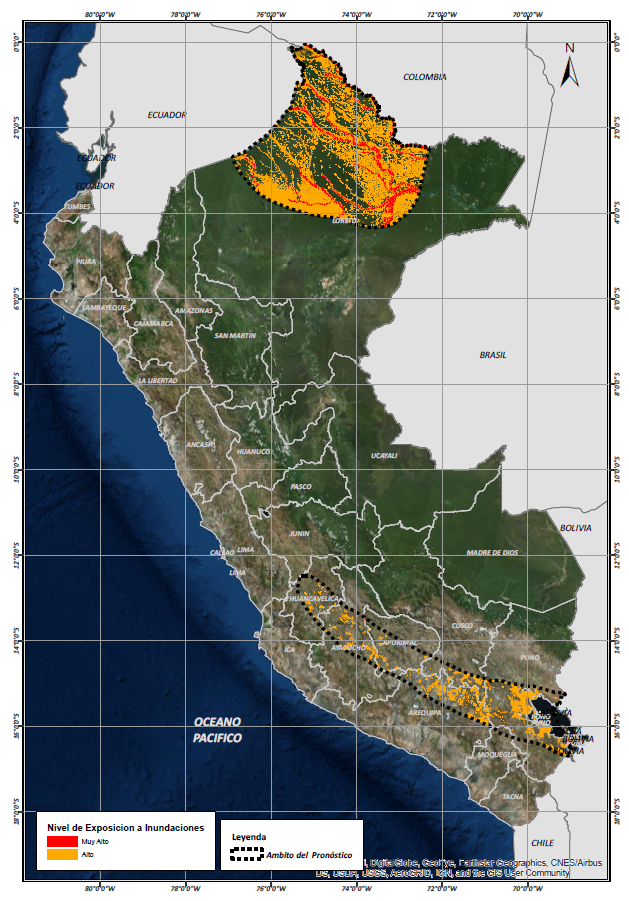 80°0'0"W 78°0'0"W 76°0'0"W 74°0'0"W 72°0'0"W 70°0'0"W
0°0'0"
N
COLOMBIA
ECUADOR
2°0'0"S
ECUADOR
ECUADOR
TUMBES
4°0'0"S
LORETO
PIURA
6°0'0"S
LAMBAYEQUE
AMAZONAS
CAJAMARCA
SAN MARTIN
BRASIL
8°0'0"S
LA LIBERTAD
ANCASH
HUANUCO
UCAYALI
10°0'0"S
PASCO
BOLIVIA
JUNIN
12°0'0"S
CALLAO LIMA
MADRE DE DIOS
LIMA
HUANCAVELICA
CUSCO
14°0'0"S
APURIMAC
AYACUCHO
ICA
PUNO
AREQUIPA
PUNO
PUNO
OCEANO
PACIFICO
16°0'0"S
BOLIVIA
MOQUEGUA
TACNA
18°0'0"S
CHILE
Nivel de Exposicion a Inundaciones
Muy Alto
Alto
Leyenda
Ambito del Pronóstico
DigitalGlobe, GeoEye, Earthstar Geographics, CNES/Airbus
DS, USDA, USGS, AeroGRID, IGN, and the GIS User Community
80°0'0"W 78°0'0"W 76°0'0"W 74°0'0"W 72°0'0"W 70°0'0"W